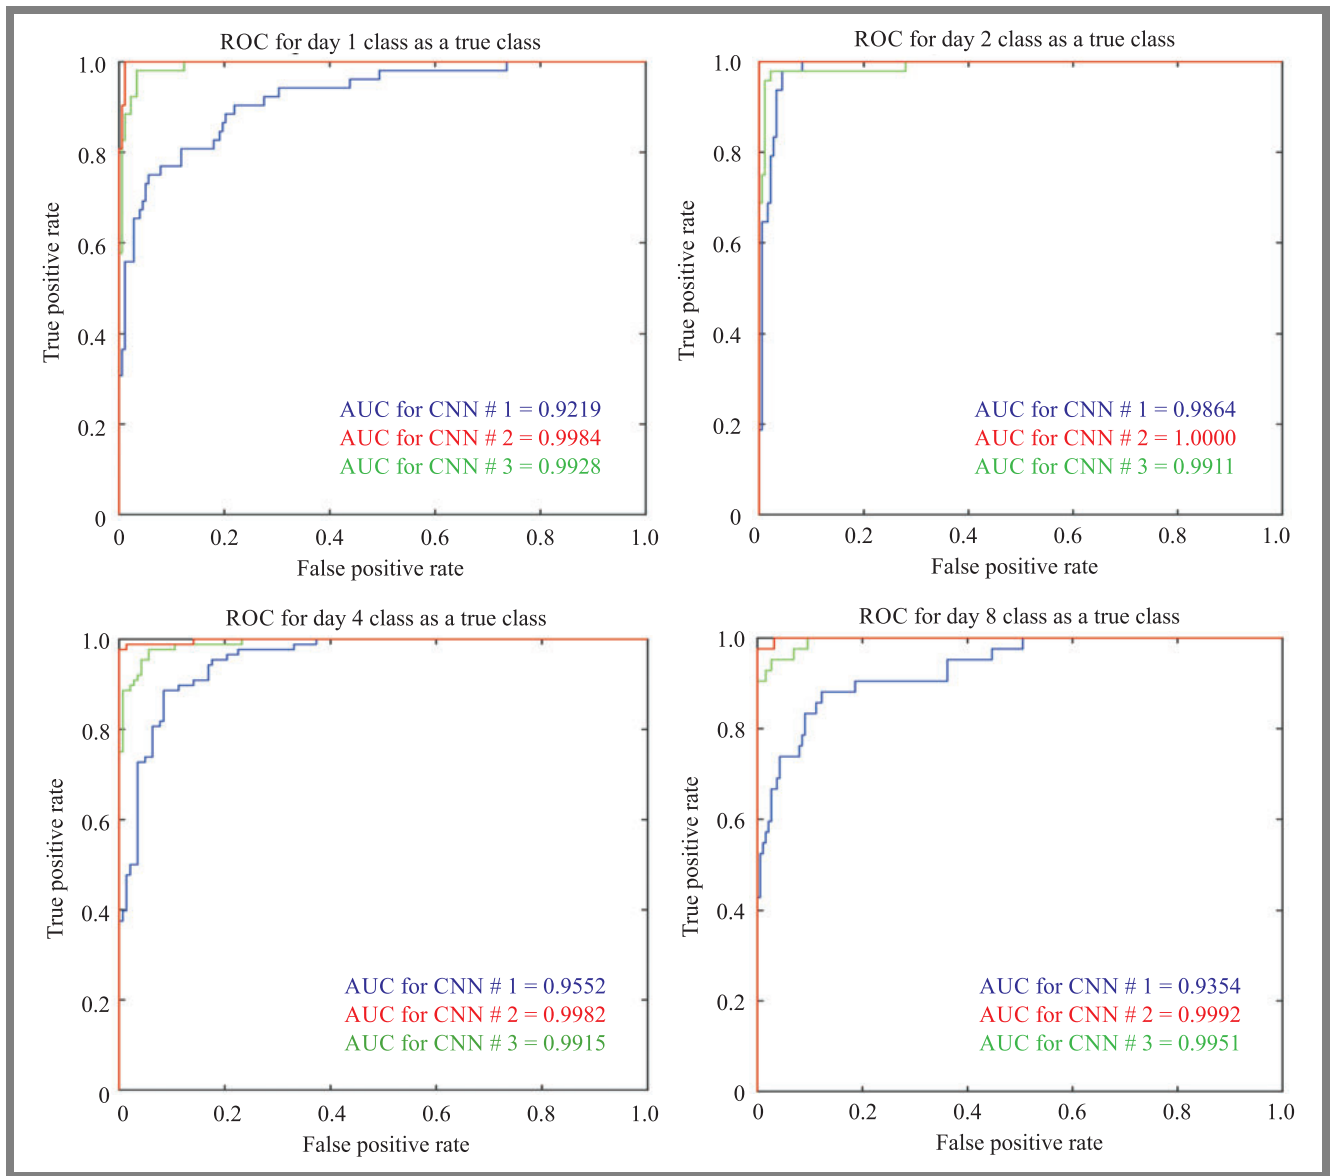 ROC for day 1 class as a true class
1.0
0.8
0.6
0.4
0.2
0
True positive rate
AUC for CNN # 1 = 0.9219
AUC for CNN # 2 = 0.9984
AUC for CNN # 3 = 0.9928
0 0.2 0.4 0.6 0.8 1.0
False positive rate
ROC for day 2 class as a true class
1.0
0.8
0.6
0.4
0.2
0
True positive rate
AUC for CNN # 1 = 0.9864
AUC for CNN # 2 = 1.0000
AUC for CNN # 3 = 0.9911
0 0.2 0.4 0.6 0.8 1.0
False positive rate
ROC for day 4 class as a true class
1.0
0.8
0.6
0.4
0.2
0
True positive rate
AUC for CNN # 1 = 0.9552
AUC for CNN # 2 = 0.9982
AUC for CNN # 3 = 0.9915
0 0.2 0.4 0.6 0.8 1.0
False positive rate
ROC for day 8 class as a true class
1.0
0.8
0.6
0.4
0.2
0
True positive rate
AUC for CNN # 1 = 0.9354
AUC for CNN # 2 = 0.9992
AUC for CNN # 3 = 0.9951
0 0.2 0.4 0.6 0.8 1.0
False positive rate